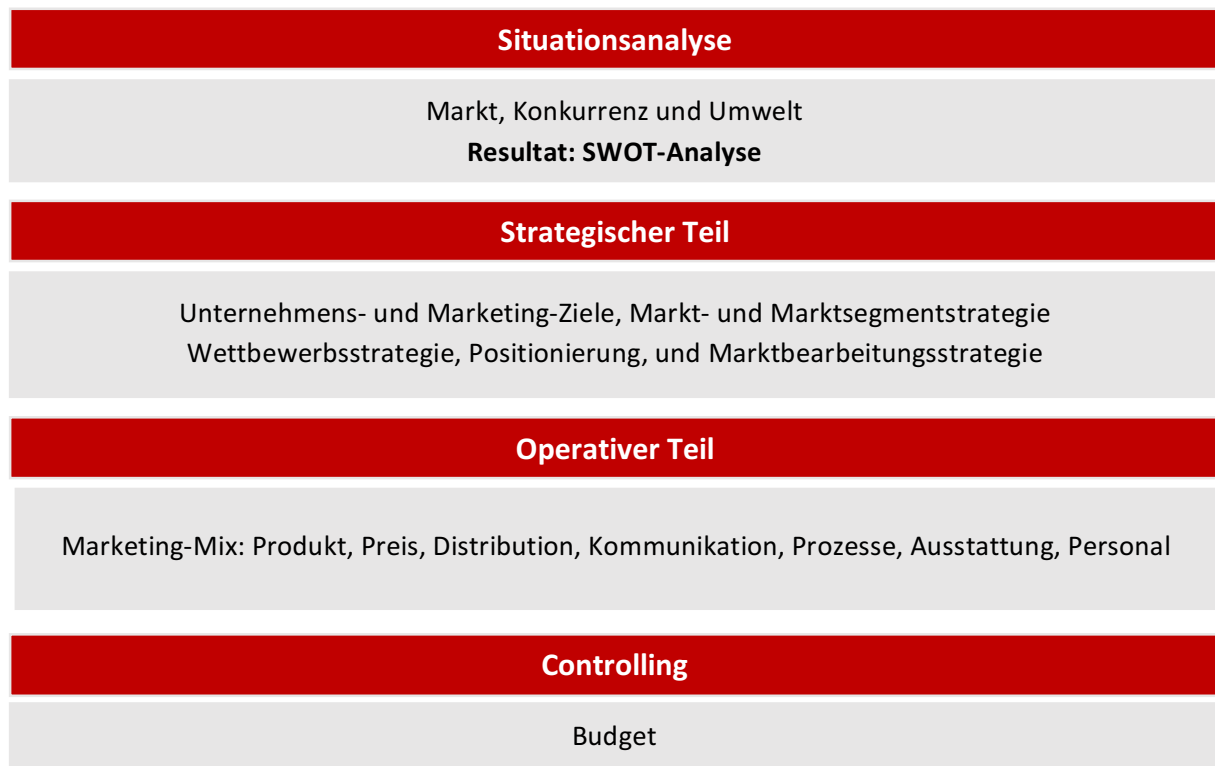 Situationsanalyse
Markt, Konkurrenz und Umwelt
Resultat: SWOT-Analyse
Strategischer Teil
Unternehmens- und Marketing-Ziele, Markt- und Marktsegmentstrategie
Wettbewerbsstrategie, Positionierung, und Marktbearbeitungsstrategie
Operativer Teil
Marketing-Mix: Produkt, Preis, Distribution, Kommunikation, Prozesse, Ausstattung, Personal
Controlling
Budget